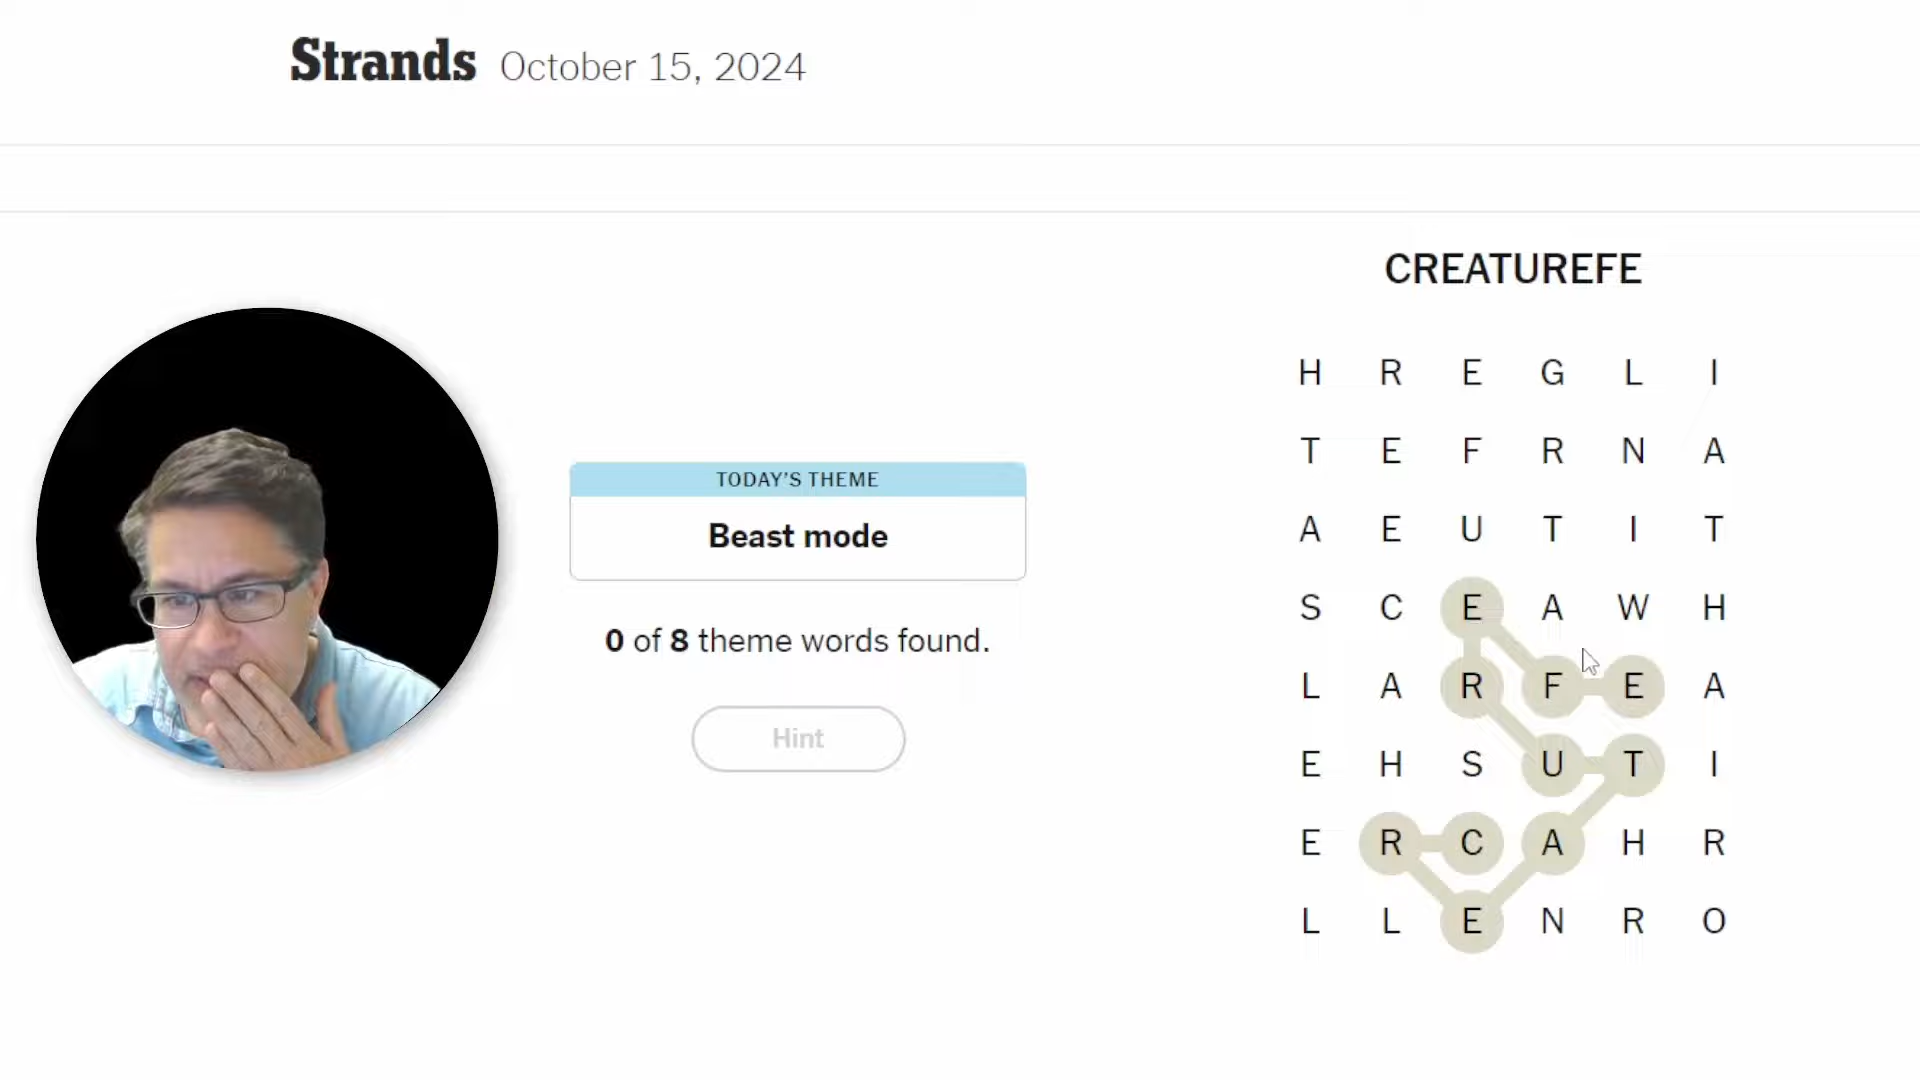 Strands October 15, 2024
TODAY'S THEME
Beast mode
0 of 8 theme words found.
Hint
CREATUREFE
H R E G L I
T E F R N A
A E U T I T
S C E A W H
L A R F E A
E H S U T I
E R C A H R
L L E N R O